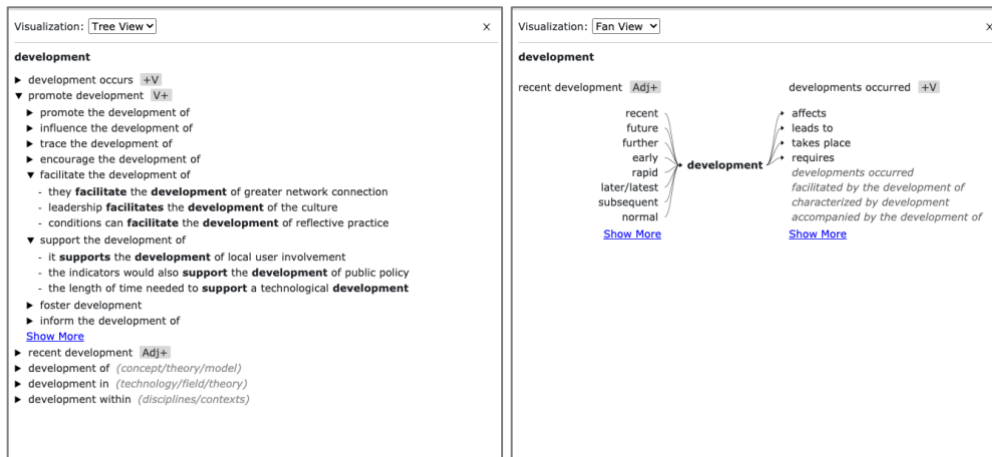 Visualization: Tree View x
development
▶ development occurs +V
▼ promote development V+
▶ promote the development of
▶ influence the development of
▶ trace the development of
▶ encourage the development of
▼ facilitate the development of
- they facilitate the development of greater network connection
- leadership facilitates the development of the culture
- conditions can facilitate the development of reflective practice
▼ support the development of
- it supports the development of local user involvement
- the indicators would also support the development of public policy
- the length of time needed to support a technological development
▶ foster development
▶ inform the development of
Show More
▶ recent development Adj+
▶ development of (concept/theory/model)
▶ development in (technology/field/theory)
▶ development within (disciplines/contexts)
Visualization: Fan View x
development
recent development Adj+
recent
future
further
early
rapid
later/latest
subsequent
normal
Show More
development
developments occurred +V
affects
leads to
takes place
requires
developments occurred
facilitated by the development of
characterized by development
accompanied by the development of
Show More